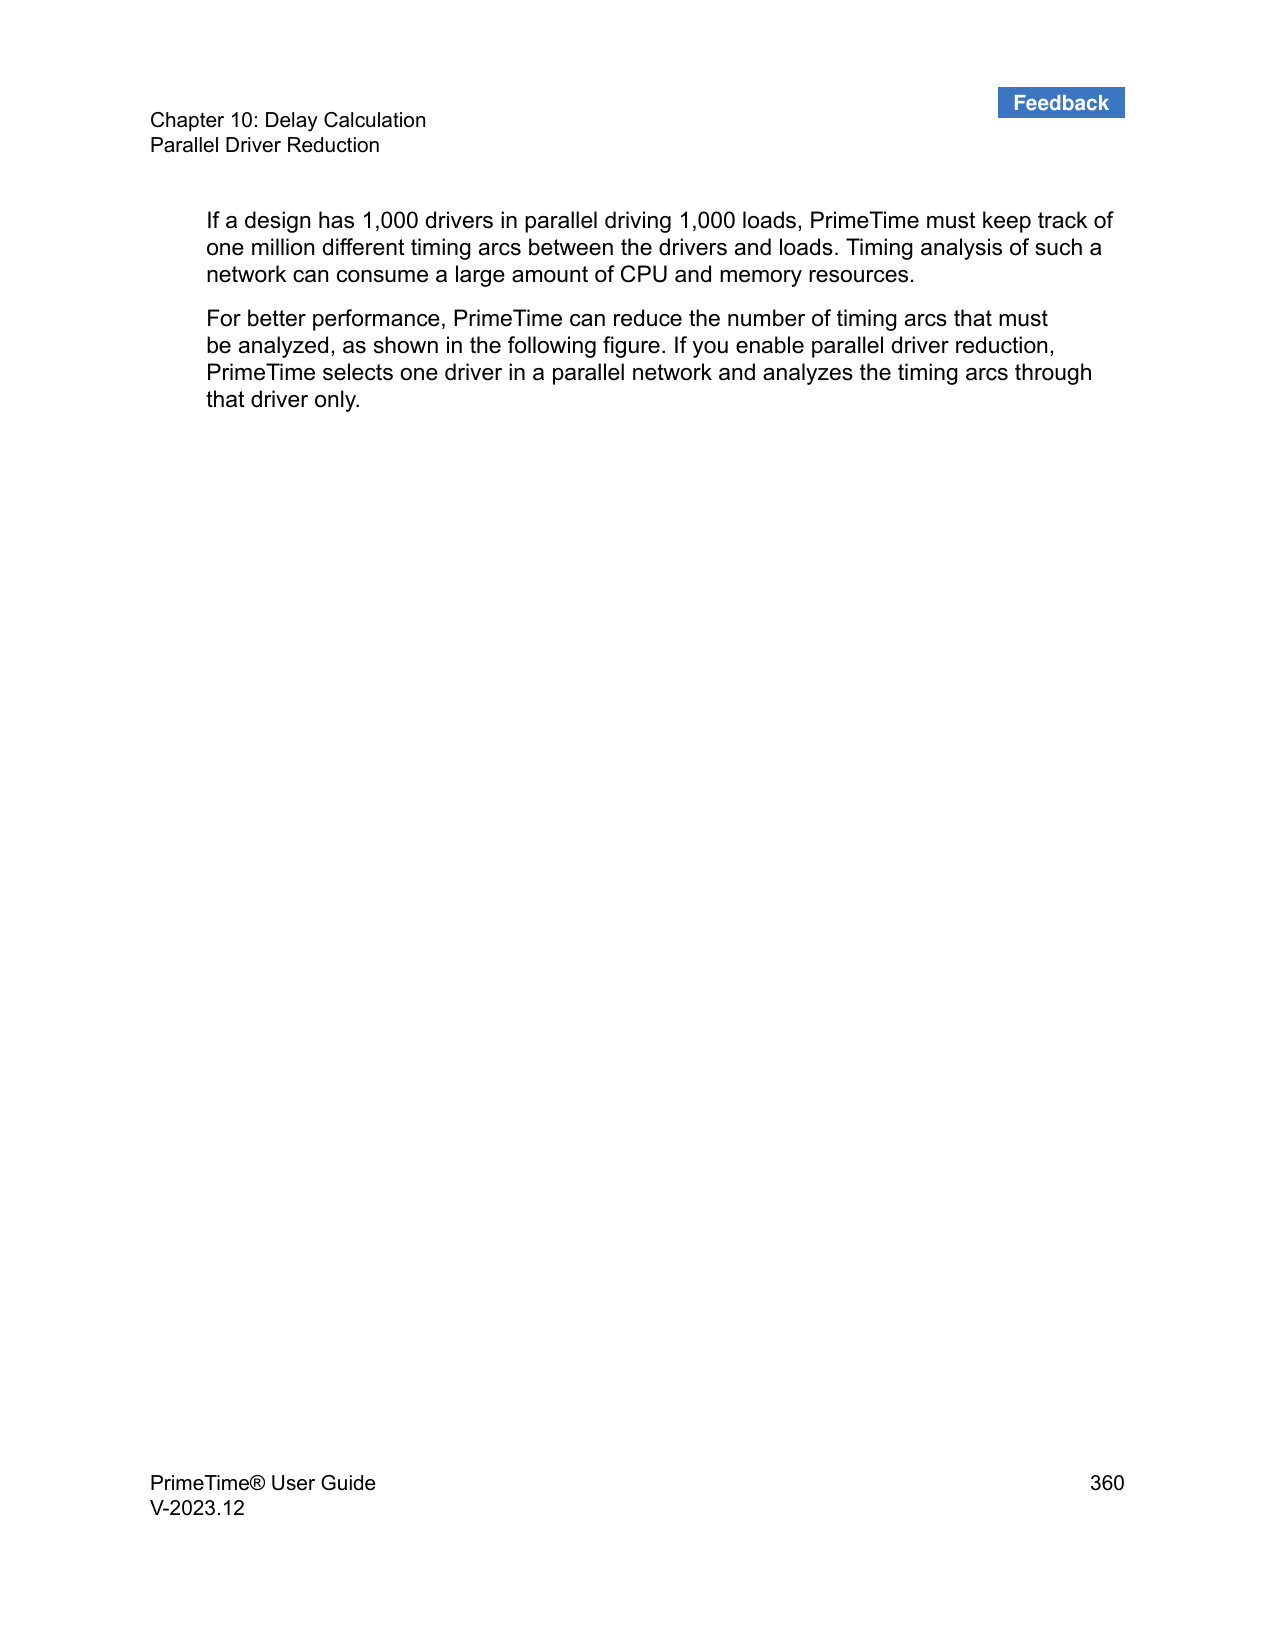 Feedback
Chapter 10: Delay Calculation
Parallel Driver Reduction
If a design has 1,000 drivers in parallel driving 1,000 loads, PrimeTime must keep track of
one million different timing arcs between the drivers and loads. Timing analysis of such a
network can consume a large amount of CPU and memory resources.
For better performance, PrimeTime can reduce the number of timing arcs that must
be analyzed, as shown in the following figure. If you enable parallel driver reduction,
PrimeTime selects one driver in a parallel network and analyzes the timing arcs through
that driver only.
PrimeTime® User Guide 360
V-2023.12